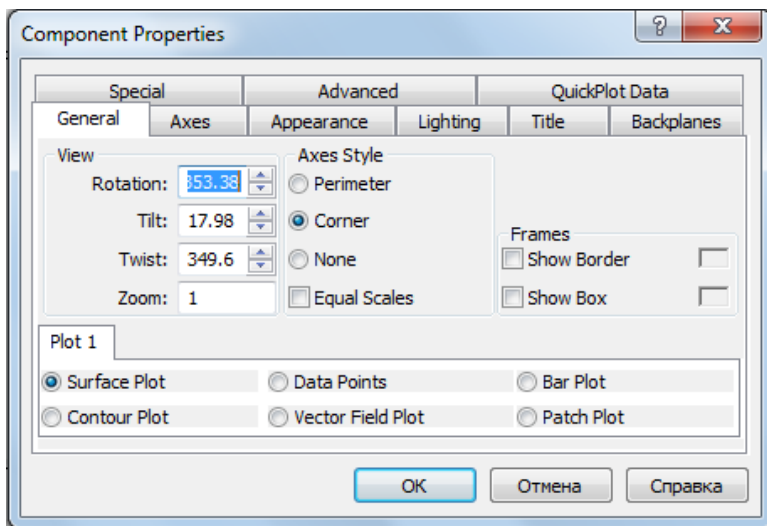 Component Properties
Special Advanced QuickPlot Data
General Axes Appearance Lighting Title Backplanes
View Axes Style
Rotation: 353.38 Perimeter
Tilt: 17.98 Corner
Frames
Twist: 349.6 None Show Border
Zoom: 1 Equal Scales Show Box
Plot 1
Surface Plot Data Points Bar Plot
Contour Plot Vector Field Plot Patch Plot
OK Отмена Справка